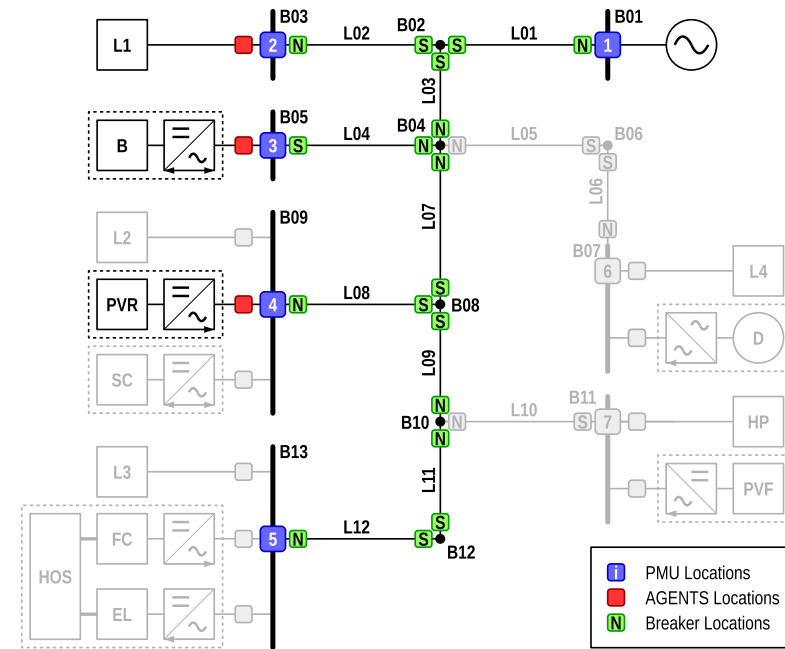 B03 B02 B01
L1 2 N L02 S S L01 N 1
S
L03
B05 B04 N B06
B 3 S L04 N N L05 S
N S
B09 L07 L06
L2 N
B07
S 6 L4
PVR 4 N L08 S B08
S
SC L09 D
N B11
B10 N L10 S 7 HP
B13 N
L3 L11 PVF
S
FC 5 N L12 S
HOS B12
EL
i PMU Locations
AGENTS Locations
N Breaker Locations